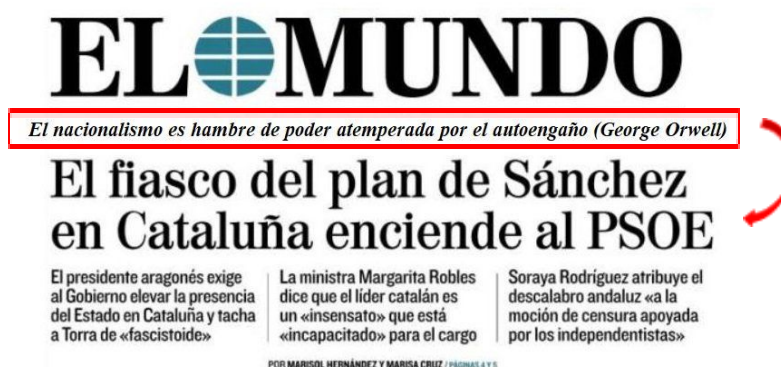 EL MUNDO
El nacionalismo es hambre de poder atemperada por el autoengaño (George Orwell)
El fiasco del plan de Sánchez
en Cataluña enciende al PSOE
El presidente aragonés exige
al Gobierno elevar la presencia
del Estado en Cataluña y tacha
a Torra de «fascistoide»
La ministra Margarita Robles
dice que el líder catalán es
un «insensato» que está
«incapacitado» para el cargo
Soraya Rodríguez atribuye el
descalabro andaluz «a la
moción de censura apoyada
por los independentistas»
POR MARISOL HERNÁNDEZ Y MARISA CRUZ / PÁGINAS 4 Y 5